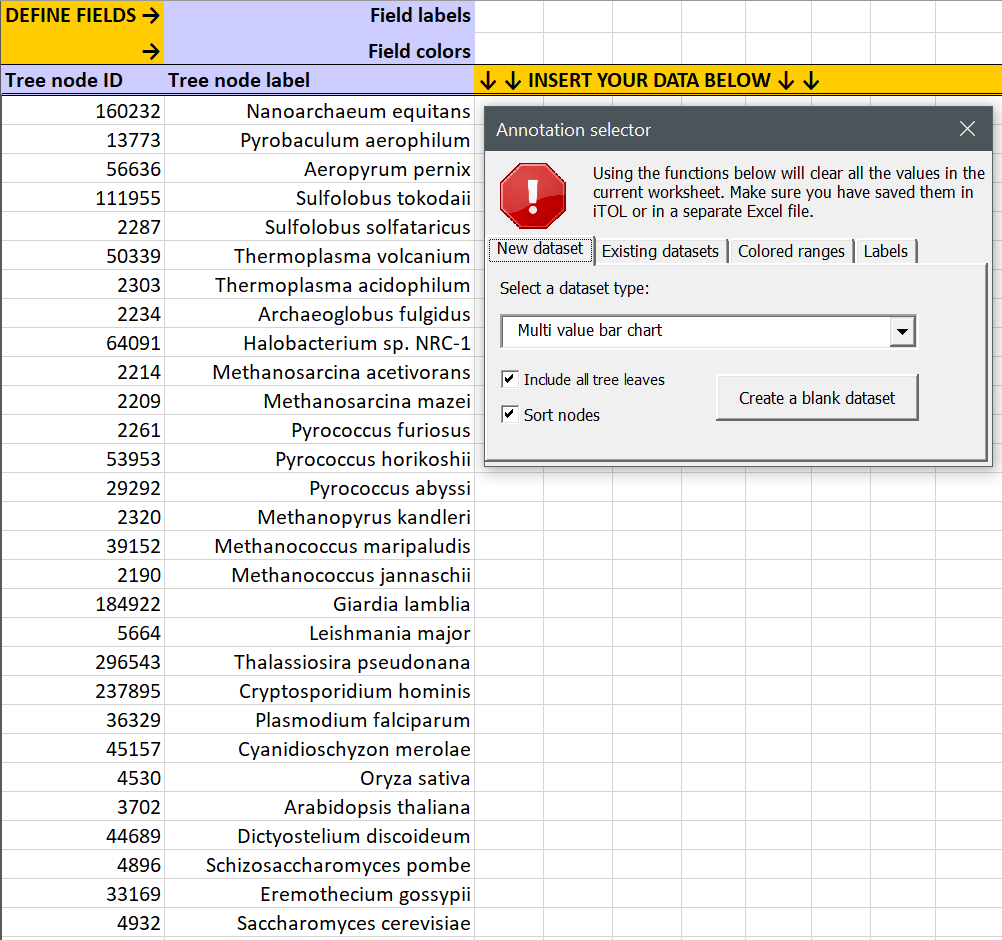 DEFINE FIELDS → Field labels
→ Field colors
Tree node ID Tree node label ↓ ↓ INSERT YOUR DATA BELOW ↓ ↓
160232 Nanoarchaeum equitans
13773 Pyrobaculum aerophilum
56636 Aeropyrum pernix
111955 Sulfolobus tokodaii
2287 Sulfolobus solfataricus
50339 Thermoplasma volcanium
2303 Thermoplasma acidophilum
2234 Archaeoglobus fulgidus
64091 Halobacterium sp. NRC-1
2214 Methanosarcina acetivorans
2209 Methanosarcina mazei
2261 Pyrococcus furiosus
53953 Pyrococcus horikoshii
29292 Pyrococcus abyssi
2320 Methanopyrus kandleri
39152 Methanococcus maripaludis
2190 Methanococcus jannaschii
184922 Giardia lamblia
5664 Leishmania major
296543 Thalassiosira pseudonana
237895 Cryptosporidium hominis
36329 Plasmodium falciparum
45157 Cyanidioschyzon merolae
4530 Oryza sativa
3702 Arabidopsis thaliana
44689 Dictyostelium discoideum
4896 Schizosaccharomyces pombe
33169 Eremothecium gossypii
4932 Saccharomyces cerevisiae
Annotation selector
Using the functions below will clear all the values in the
current worksheet. Make sure you have saved them in
iTOL or in a separate Excel file.
New dataset Existing datasets Colored ranges Labels
Select a dataset type:
Multi value bar chart
Include all tree leaves
Sort nodes
Create a blank dataset